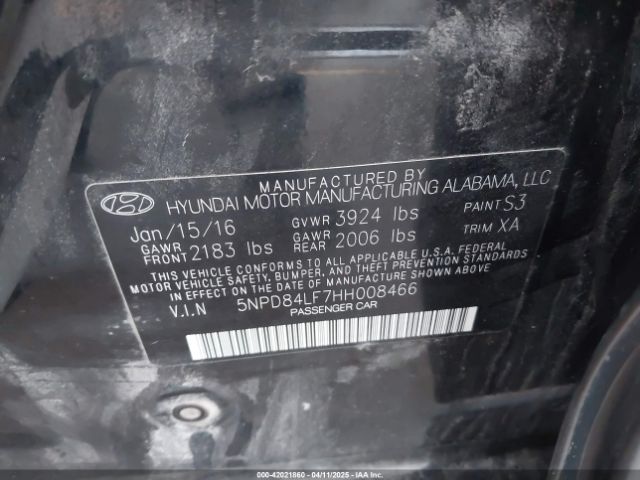 MANUFACTURED BY
HYUNDAI MOTOR MANUFACTURING ALABAMA, LLC
Jan/15/16 GVWR 3924 lbs PAINT S3
GAWR FRONT 2183 lbs GAWR REAR 2006 lbs TRIM XA
THIS VEHICLE CONFORMS TO ALL APPLICABLE U.S.A. FEDERAL
MOTOR VEHICLE SAFETY, BUMPER, AND THEFT PREVENTION STANDARDS
IN EFFECT ON THE DATE OF MANUFACTURE SHOWN ABOVE.
V.I.N 5NPD84LF7HH008466
PASSENGER CAR
000-42021860 - 04/11/2025 - IAA Inc.